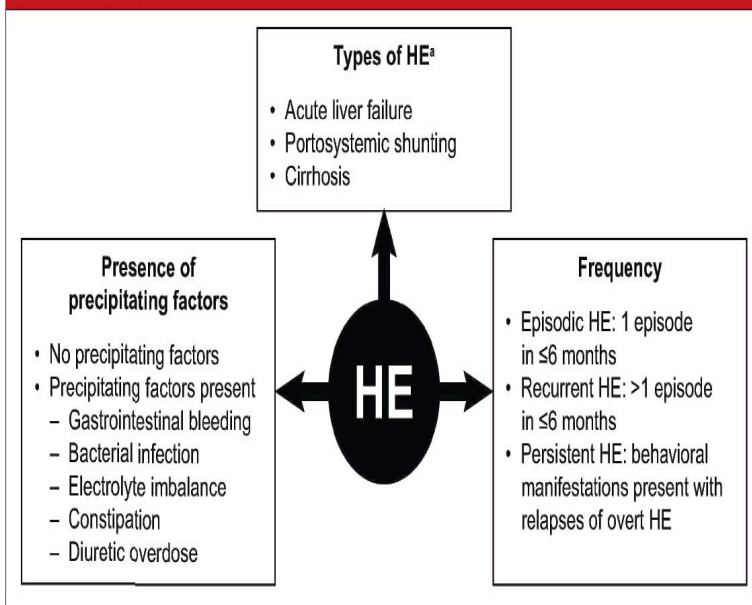 Types of HEª
• Acute liver failure
• Portosystemic shunting
• Cirrhosis
Presence of
precipitating factors
• No precipitating factors
• Precipitating factors present
– Gastrointestinal bleeding
– Bacterial infection
– Electrolyte imbalance
– Constipation
– Diuretic overdose
HE
Frequency
• Episodic HE: 1 episode
in ≤6 months
• Recurrent HE: >1 episode
in ≤6 months
• Persistent HE: behavioral
manifestations present with
relapses of overt HE